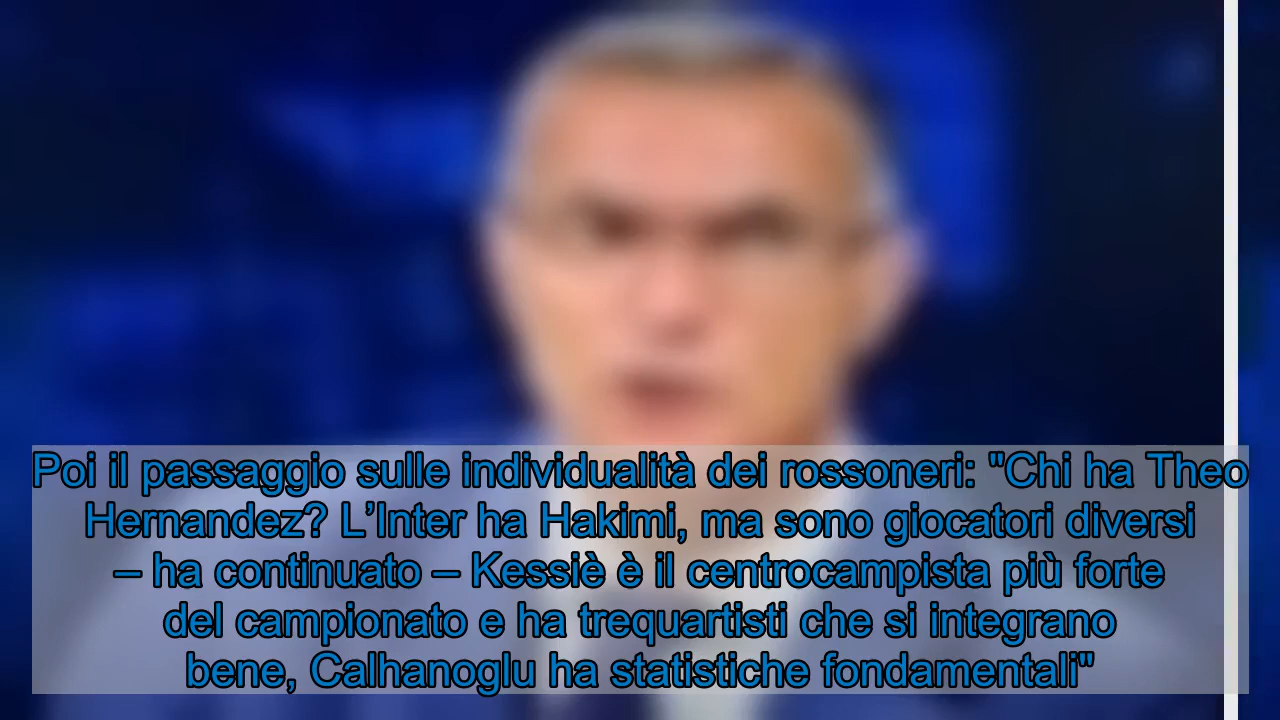 Poi il passaggio sulle individualità dei rossoneri: "Chi ha Theo
Hernandez? L’Inter ha Hakimi, ma sono giocatori diversi
– ha continuato – Kessiè è il centrocampista più forte
del campionato e ha trequartisti che si integrano
bene, Calhanoglu ha statistiche fondamentali"